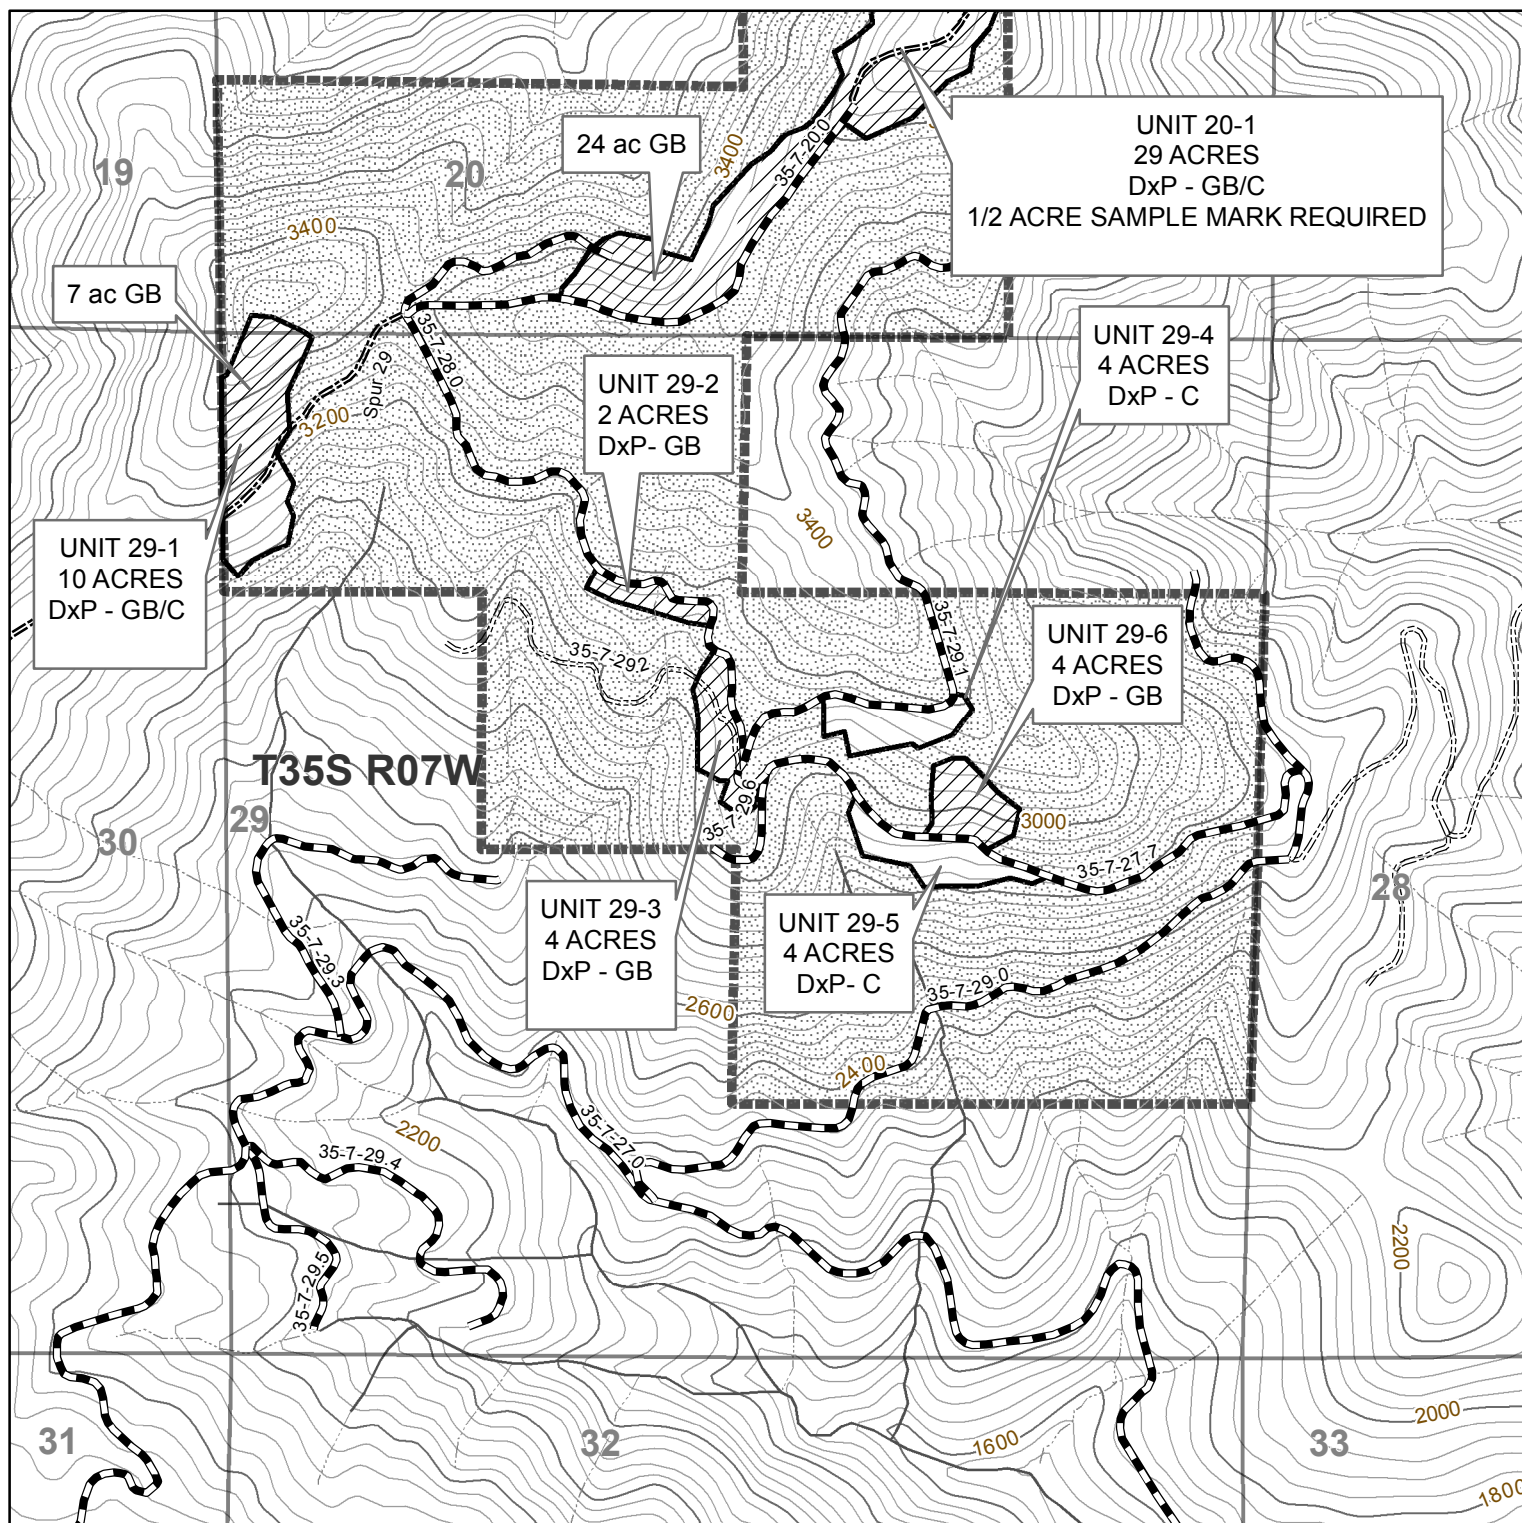 UNIT 20-1
29 ACRES
DxP - GB/C
1/2 ACRE SAMPLE MARK REQUIRED
24 ac GB
3400
35-7-20.0
19
20
3400
7 ac GB
35-7-28.0
Spur 29
3200
UNIT 29-2
2 ACRES
DxP- GB
UNIT 29-4
4 ACRES
DxP - C
3400
UNIT 29-1
10 ACRES
DxP - GB/C
35-7-29.1
UNIT 29-6
4 ACRES
DxP - GB
35-7-292
T35S R07W
29
30
35-7-29.6
3000
35-7-27.7
28
UNIT 29-3
4 ACRES
DxP - GB
UNIT 29-5
4 ACRES
DxP- C
35-7-29.3
35-7-29.0
2600
2400
2200
35-7-29.4
35-7-27.0
35-7-29.5
2200
31
32
33
1600
2000
1800